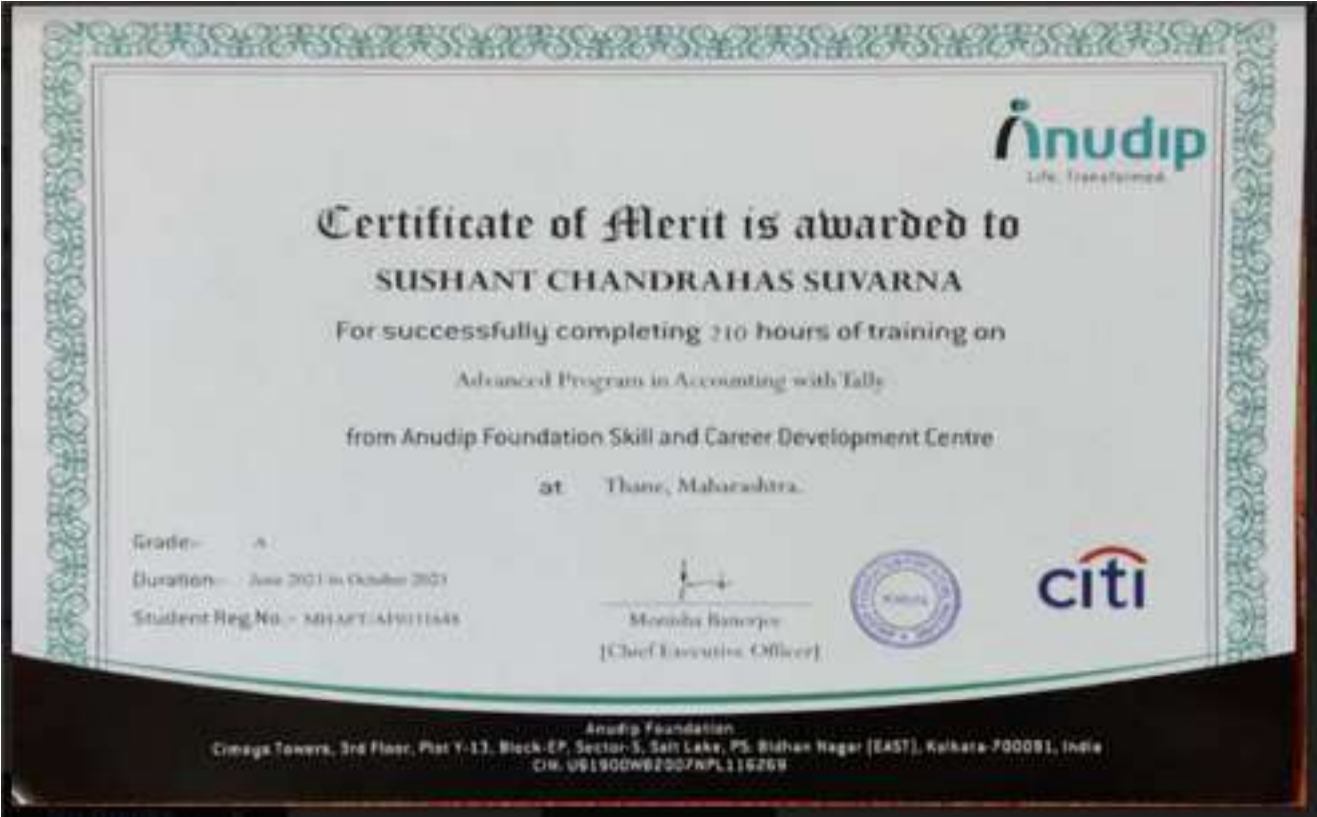 Anudip
Life. Transformed.
Certificate of Merit is awarded to
SUSHANT CHANDRAHAS SUVARNA
For successfully completing 210 hours of training on
Advanced Program in Accounting with Tally
from Anudip Foundation Skill and Career Development Centre
at Thane, Maharashtra.
Grade:- A
Duration:- June 2021 to October 2021
Student Reg.No.:-
Monisha Banerjee
[Chief Executive Officer]
citi
Anudip Foundation
Cimsys Towers, 3rd Floor, Plot Y-13, Block-EP, Sector-5, Salt Lake, PS: Bidhan Nagar [EAST], Kolkata-700091, India
CIN: U91900WB2007NPL116269